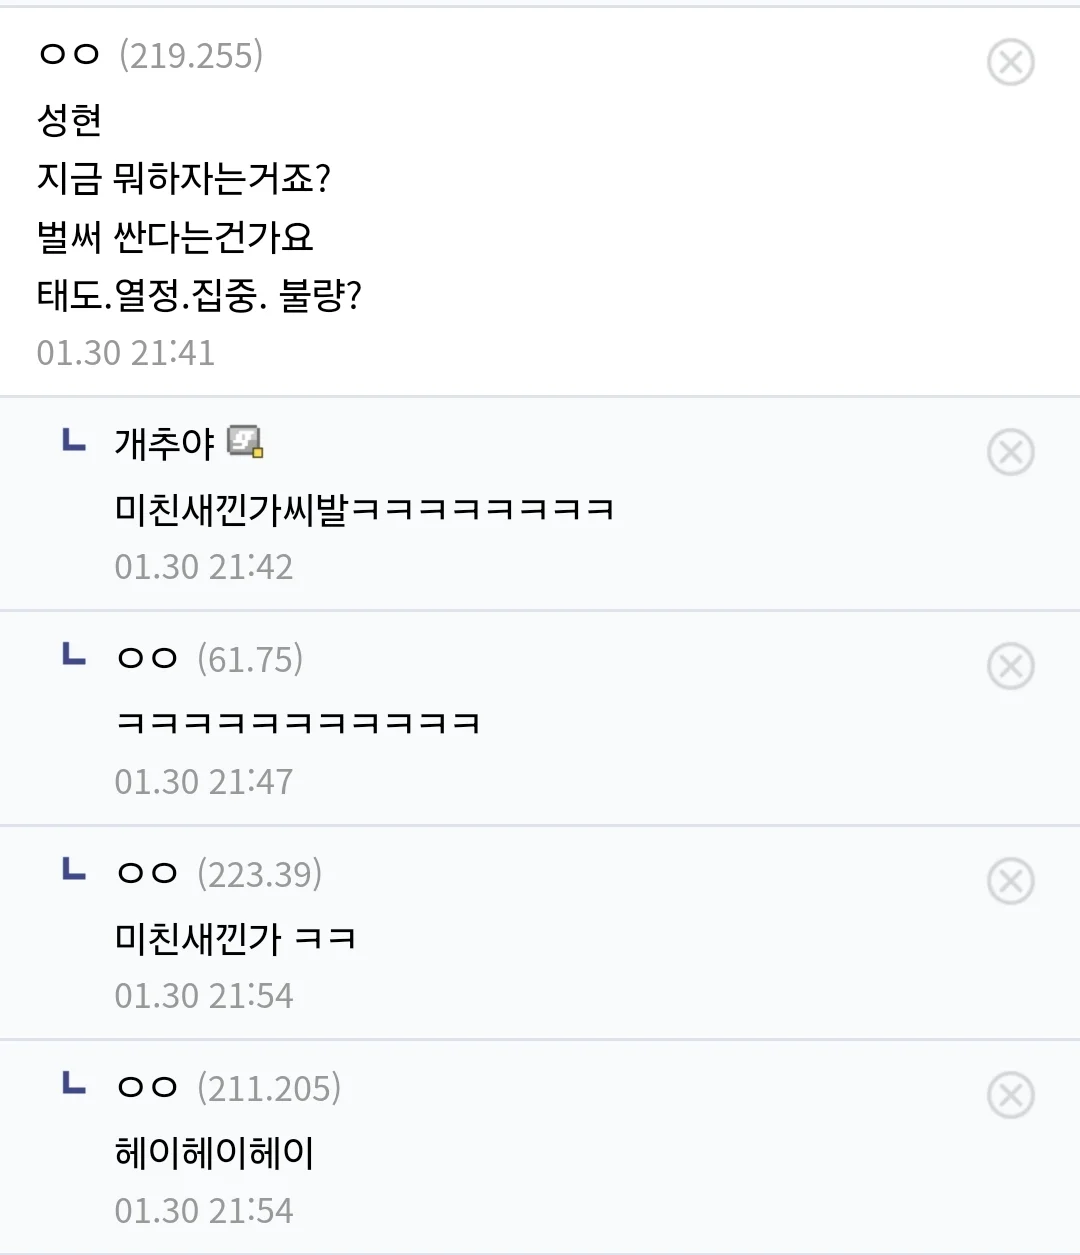 ㅇㅇ (219.255)
성현
지금 뭐하자는거죠?
벌써 싼다는건가요
태도.열정.집중. 불량?
01.30 21:41
ㄴ 개추야
미친새낀가씨발ㅋㅋㅋㅋㅋㅋㅋㅋ
01.30 21:42
ㄴ ㅇㅇ (61.75)
ㅋㅋㅋㅋㅋㅋㅋㅋㅋㅋㅋ
01.30 21:47
ㄴ ㅇㅇ (223.39)
미친새낀가 ㅋㅋ
01.30 21:54
ㄴ ㅇㅇ (211.205)
헤이헤이헤이
01.30 21:54